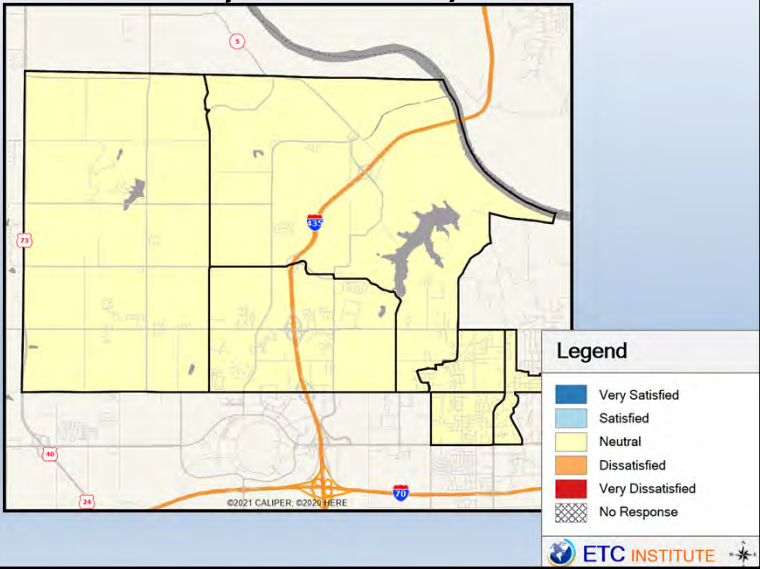 5
435
73
40
24
70
©2021 CALIPER; ©2020 HERE
Legend
Very Satisfied
Satisfied
Neutral
Dissatisfied
Very Dissatisfied
No Response
ETC INSTITUTE